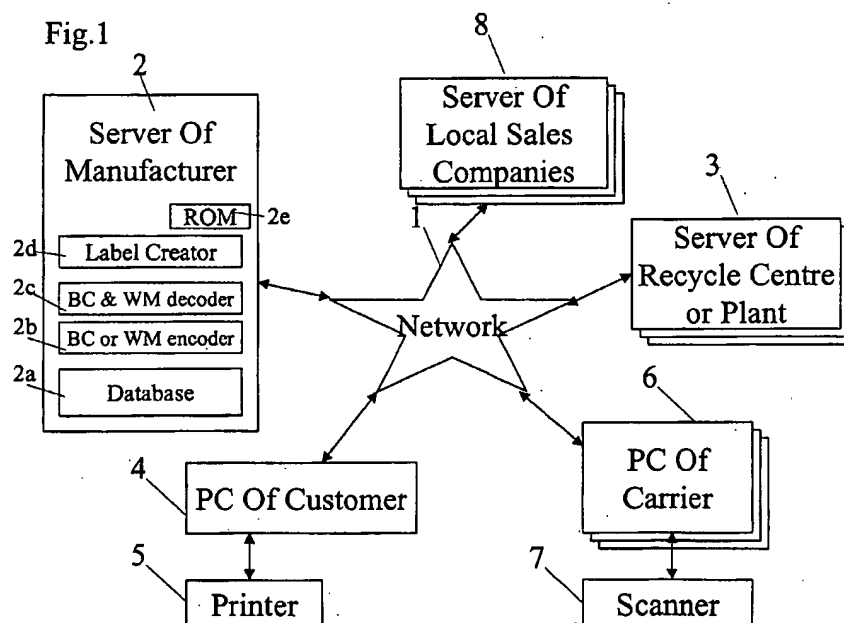 Fig.1
2
Server Of
Manufacturer
ROM
2e
2d
Label Creator
2c
BC & WM decoder
2b
BC or WM encoder
2a
Database
8
Server Of
Local Sales
Companies
1
Network
3
Server Of
Recycle Centre
or Plant
4
PC Of Customer
5
Printer
6
PC Of
Carrier
7
Scanner